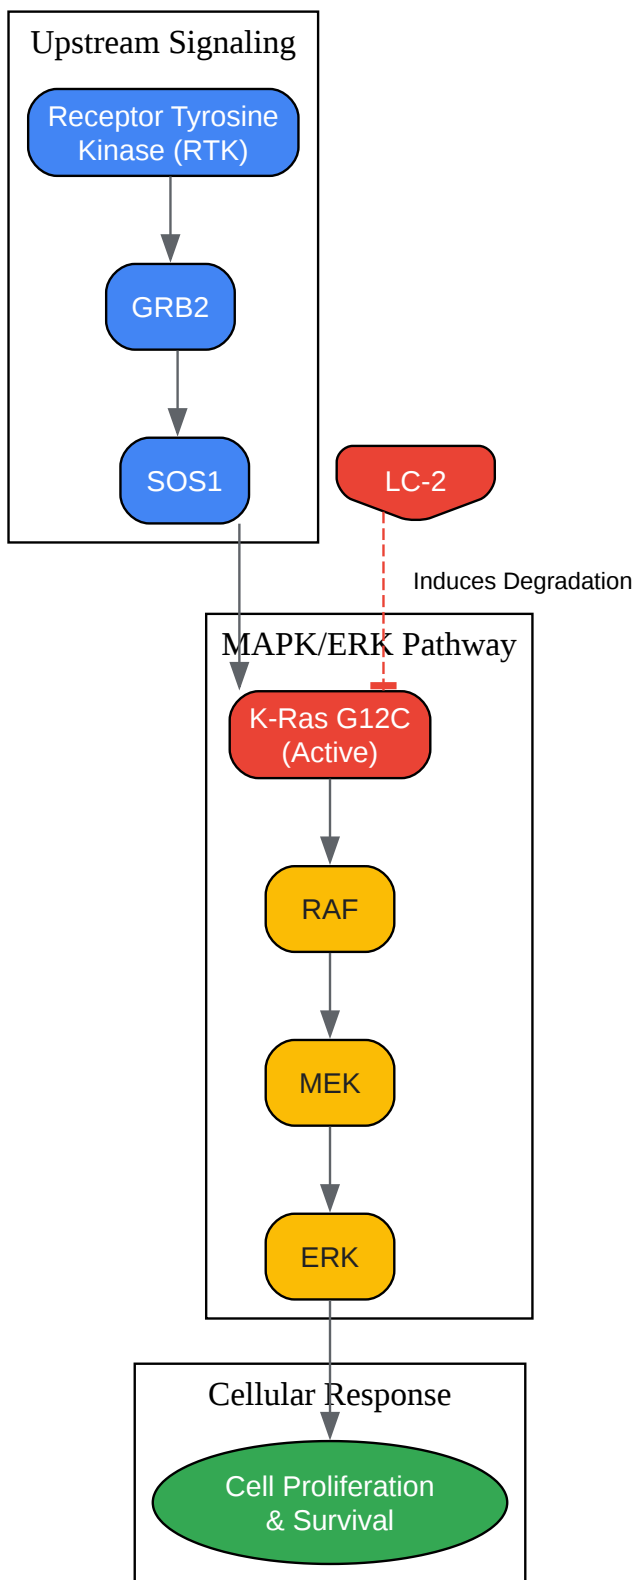 Upstream Signaling
Receptor Tyrosine
Kinase (RTK)
GRB2
SOS1
LC-2
Induces Degradation
MAPK/ERK Pathway
K-Ras G12C
(Active)
RAF
MEK
ERK
Cellular Response
Cell Proliferation
& Survival